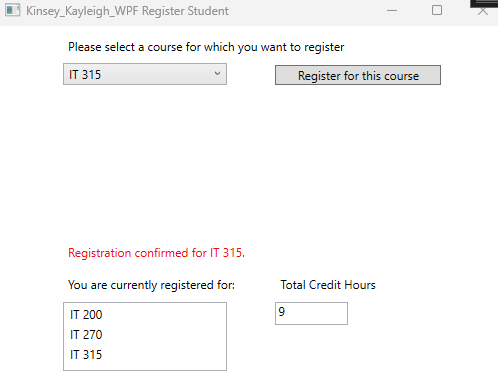 Kinsey_Kayleigh_WPF Register Student
Please select a course for which you want to register
IT 315
Register for this course
Registration confirmed for IT 315.
You are currently registered for:
Total Credit Hours
IT 200
IT 270
IT 315
9